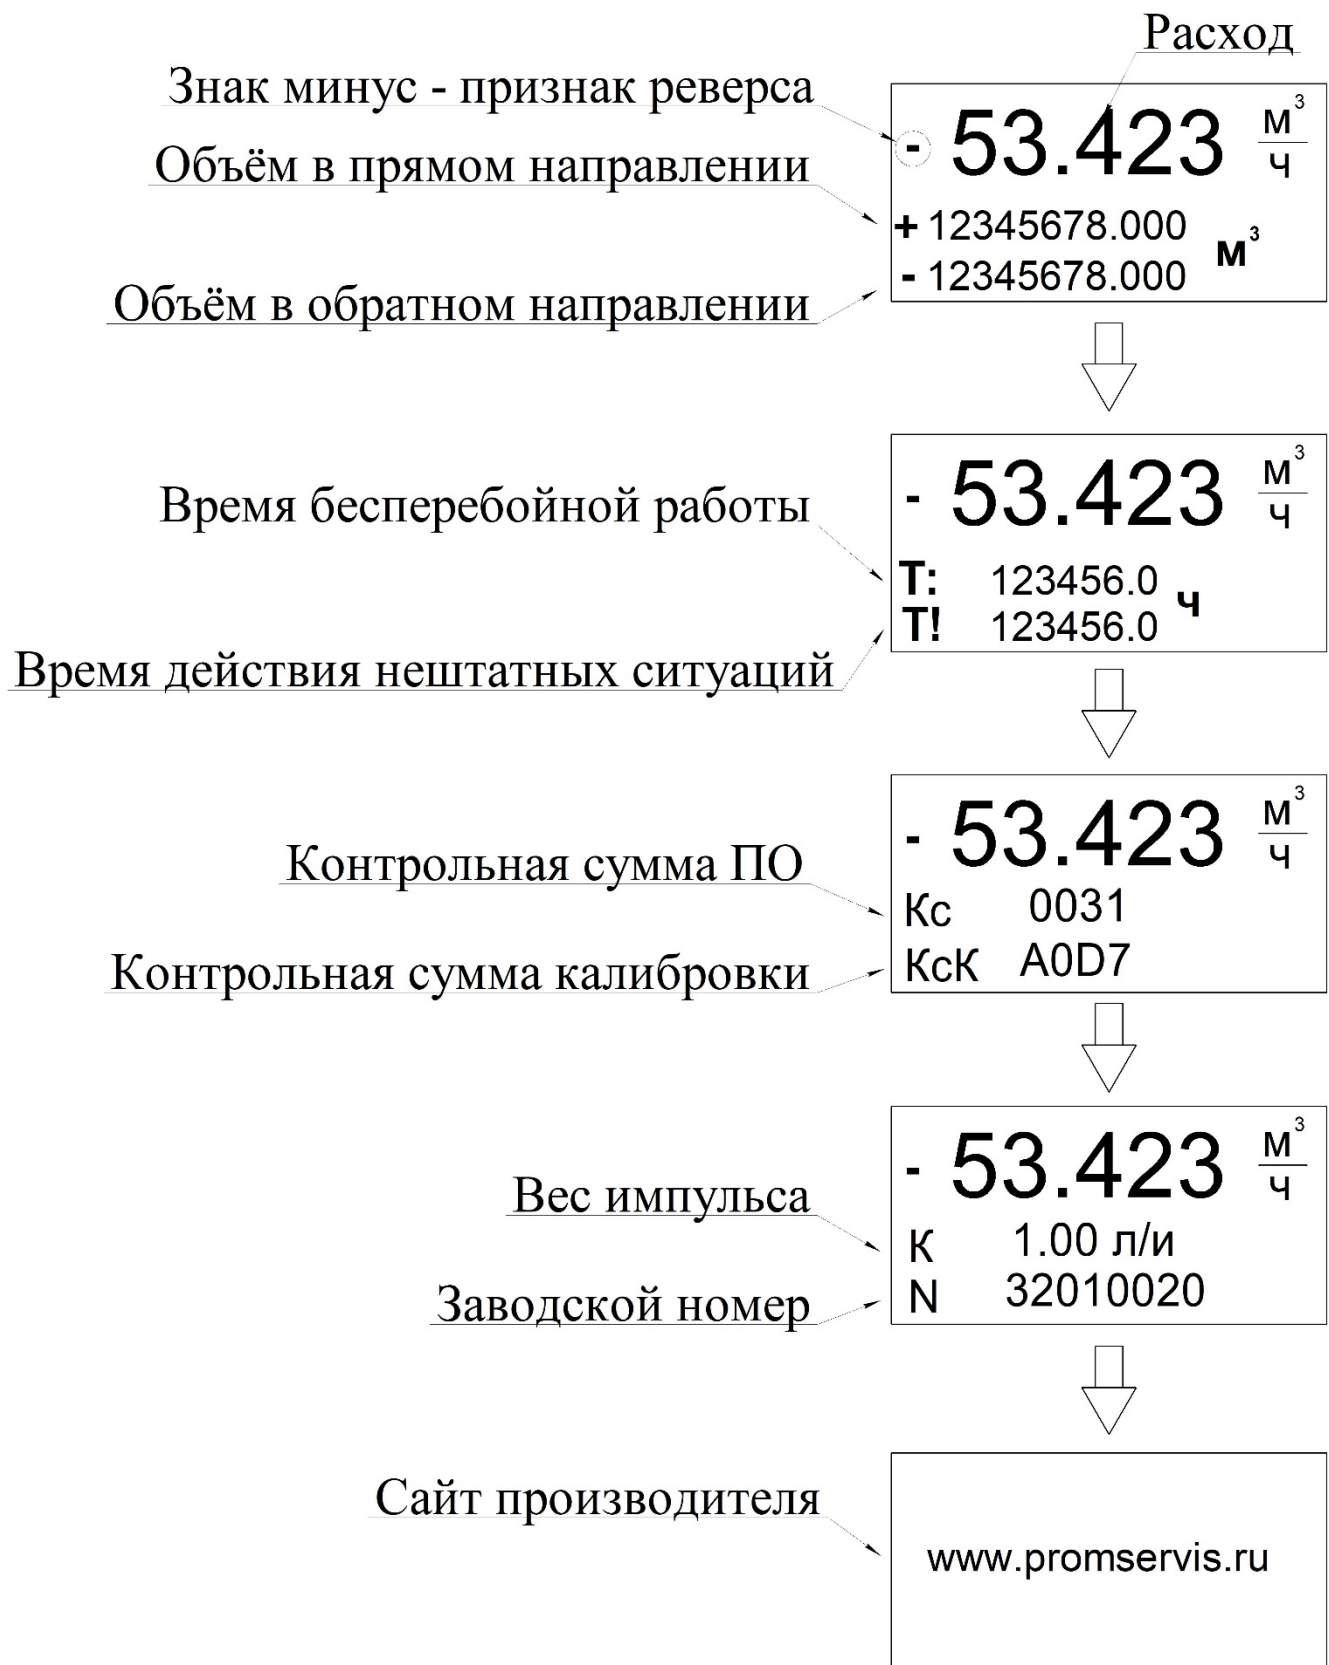 Расход
Знак минус - признак реверса
- 53.423 м³/ч
Объём в прямом направлении
+ 12345678.000 м³
- 12345678.000
Объём в обратном направлении
- 53.423 м³/ч
Время бесперебойной работы
T: 123456.0 ч
T! 123456.0
Время действия нештатных ситуаций
- 53.423 м³/ч
Контрольная сумма ПО
Кс 0031
Контрольная сумма калибровки
КсК A0D7
- 53.423 м³/ч
Вес импульса
К 1.00 л/и
Заводской номер
N 32010020
Сайт производителя
www.promservis.ru